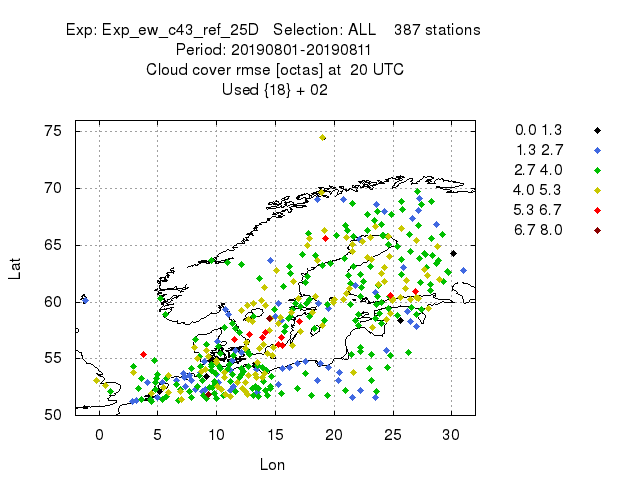 Exp: Exp_ew_c43_ref_25D   Selection: ALL    387 stations
Period: 20190801-20190811
Cloud cover rmse [octas] at  20 UTC
Used {18} + 02
75
70
65
60
55
50
Lat
0 5 10 15 20 25 30
Lon
0.0 1.3
1.3 2.7
2.7 4.0
4.0 5.3
5.3 6.7
6.7 8.0